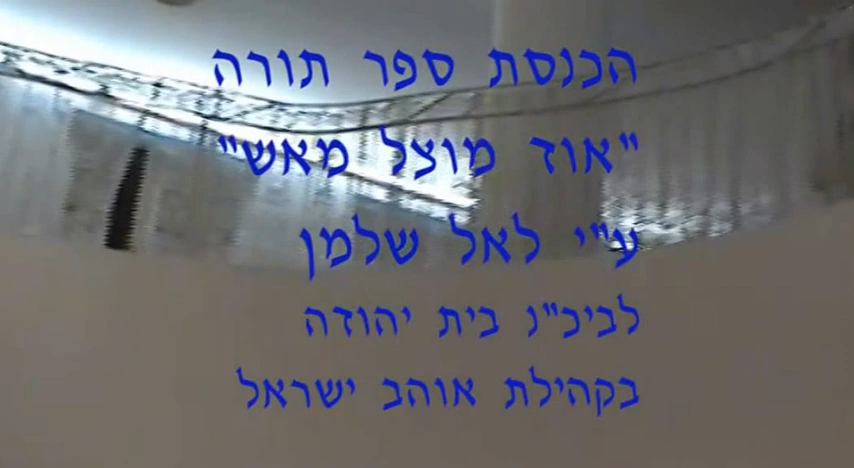 הכנסת ספר תורה
"אוד מוצל מאש"
ע"י לאל שלמן
לביכ"נ בית יהודה
בקהילת אוהב ישראל